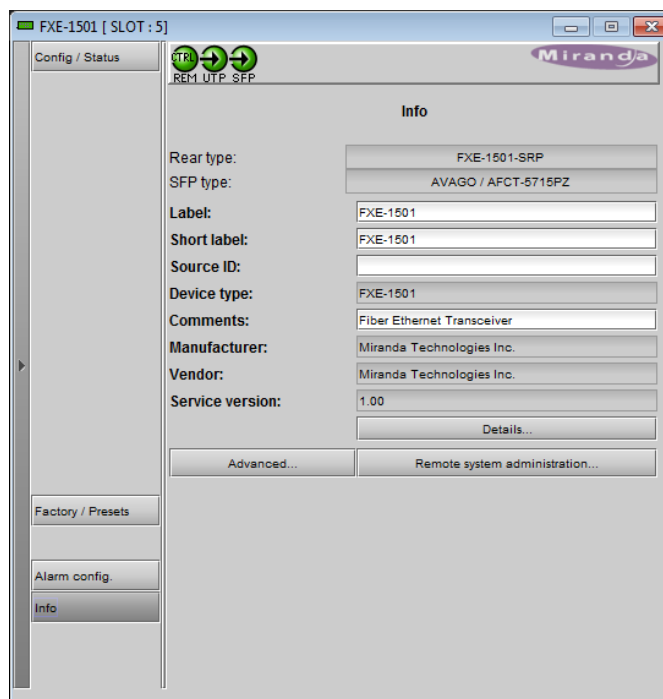 FXE-1501 [ SLOT : 5]
Config / Status
CTRL
REM UTP SFP
Miranda
Info
Rear type: FXE-1501-SRP
SFP type: AVAGO / AFCT-5715PZ
Label: FXE-1501
Short label: FXE-1501
Source ID:
Device type: FXE-1501
Comments: Fiber Ethernet Transceiver
Manufacturer: Miranda Technologies Inc.
Vendor: Miranda Technologies Inc.
Service version: 1.00
Details...
Advanced... Remote system administration...
Factory / Presets
Alarm config.
Info